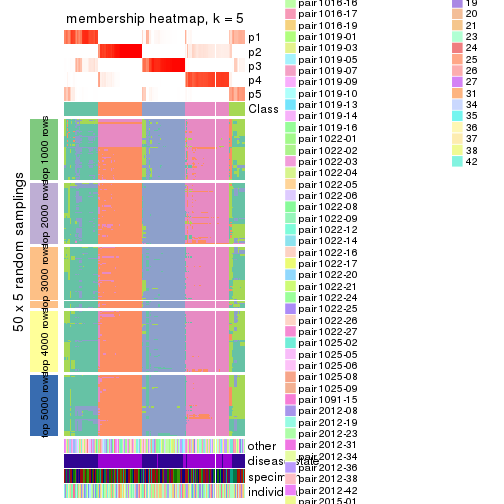 membership heatmap, k = 5
p1
p2
p3
p4
p5
Class
50 x 5 random samplings
top 1000 rows
top 2000 rows
top 3000 rows
top 4000 rows
top 5000 rows
other
disease.state
individ
pair1016-16
pair1016-17
pair1019-01
pair1019-03
pair1019-05
pair1019-07
pair1019-09
pair1019-10
pair1019-13
pair1019-14
pair1019-16
pair1022-01
pair1022-02
pair1022-03
pair1022-04
pair1022-05
pair1022-06
pair1022-08
pair1022-09
pair1022-12
pair1022-14
pair1022-16
pair1022-17
pair1022-20
pair1022-21
pair1022-24
pair1022-25
pair1022-26
pair1022-27
pair1025-02
pair1025-05
pair1025-06
pair1025-08
pair1025-09
pair1091-15
pair2012-08
pair2012-19
pair2012-23
pair2012-31
pair2012-34
pair2012-36
pair2012-38
pair2012-42
pair2015-01
19
20
21
23
24
25
26
27
31
34
35
36
37
38
42